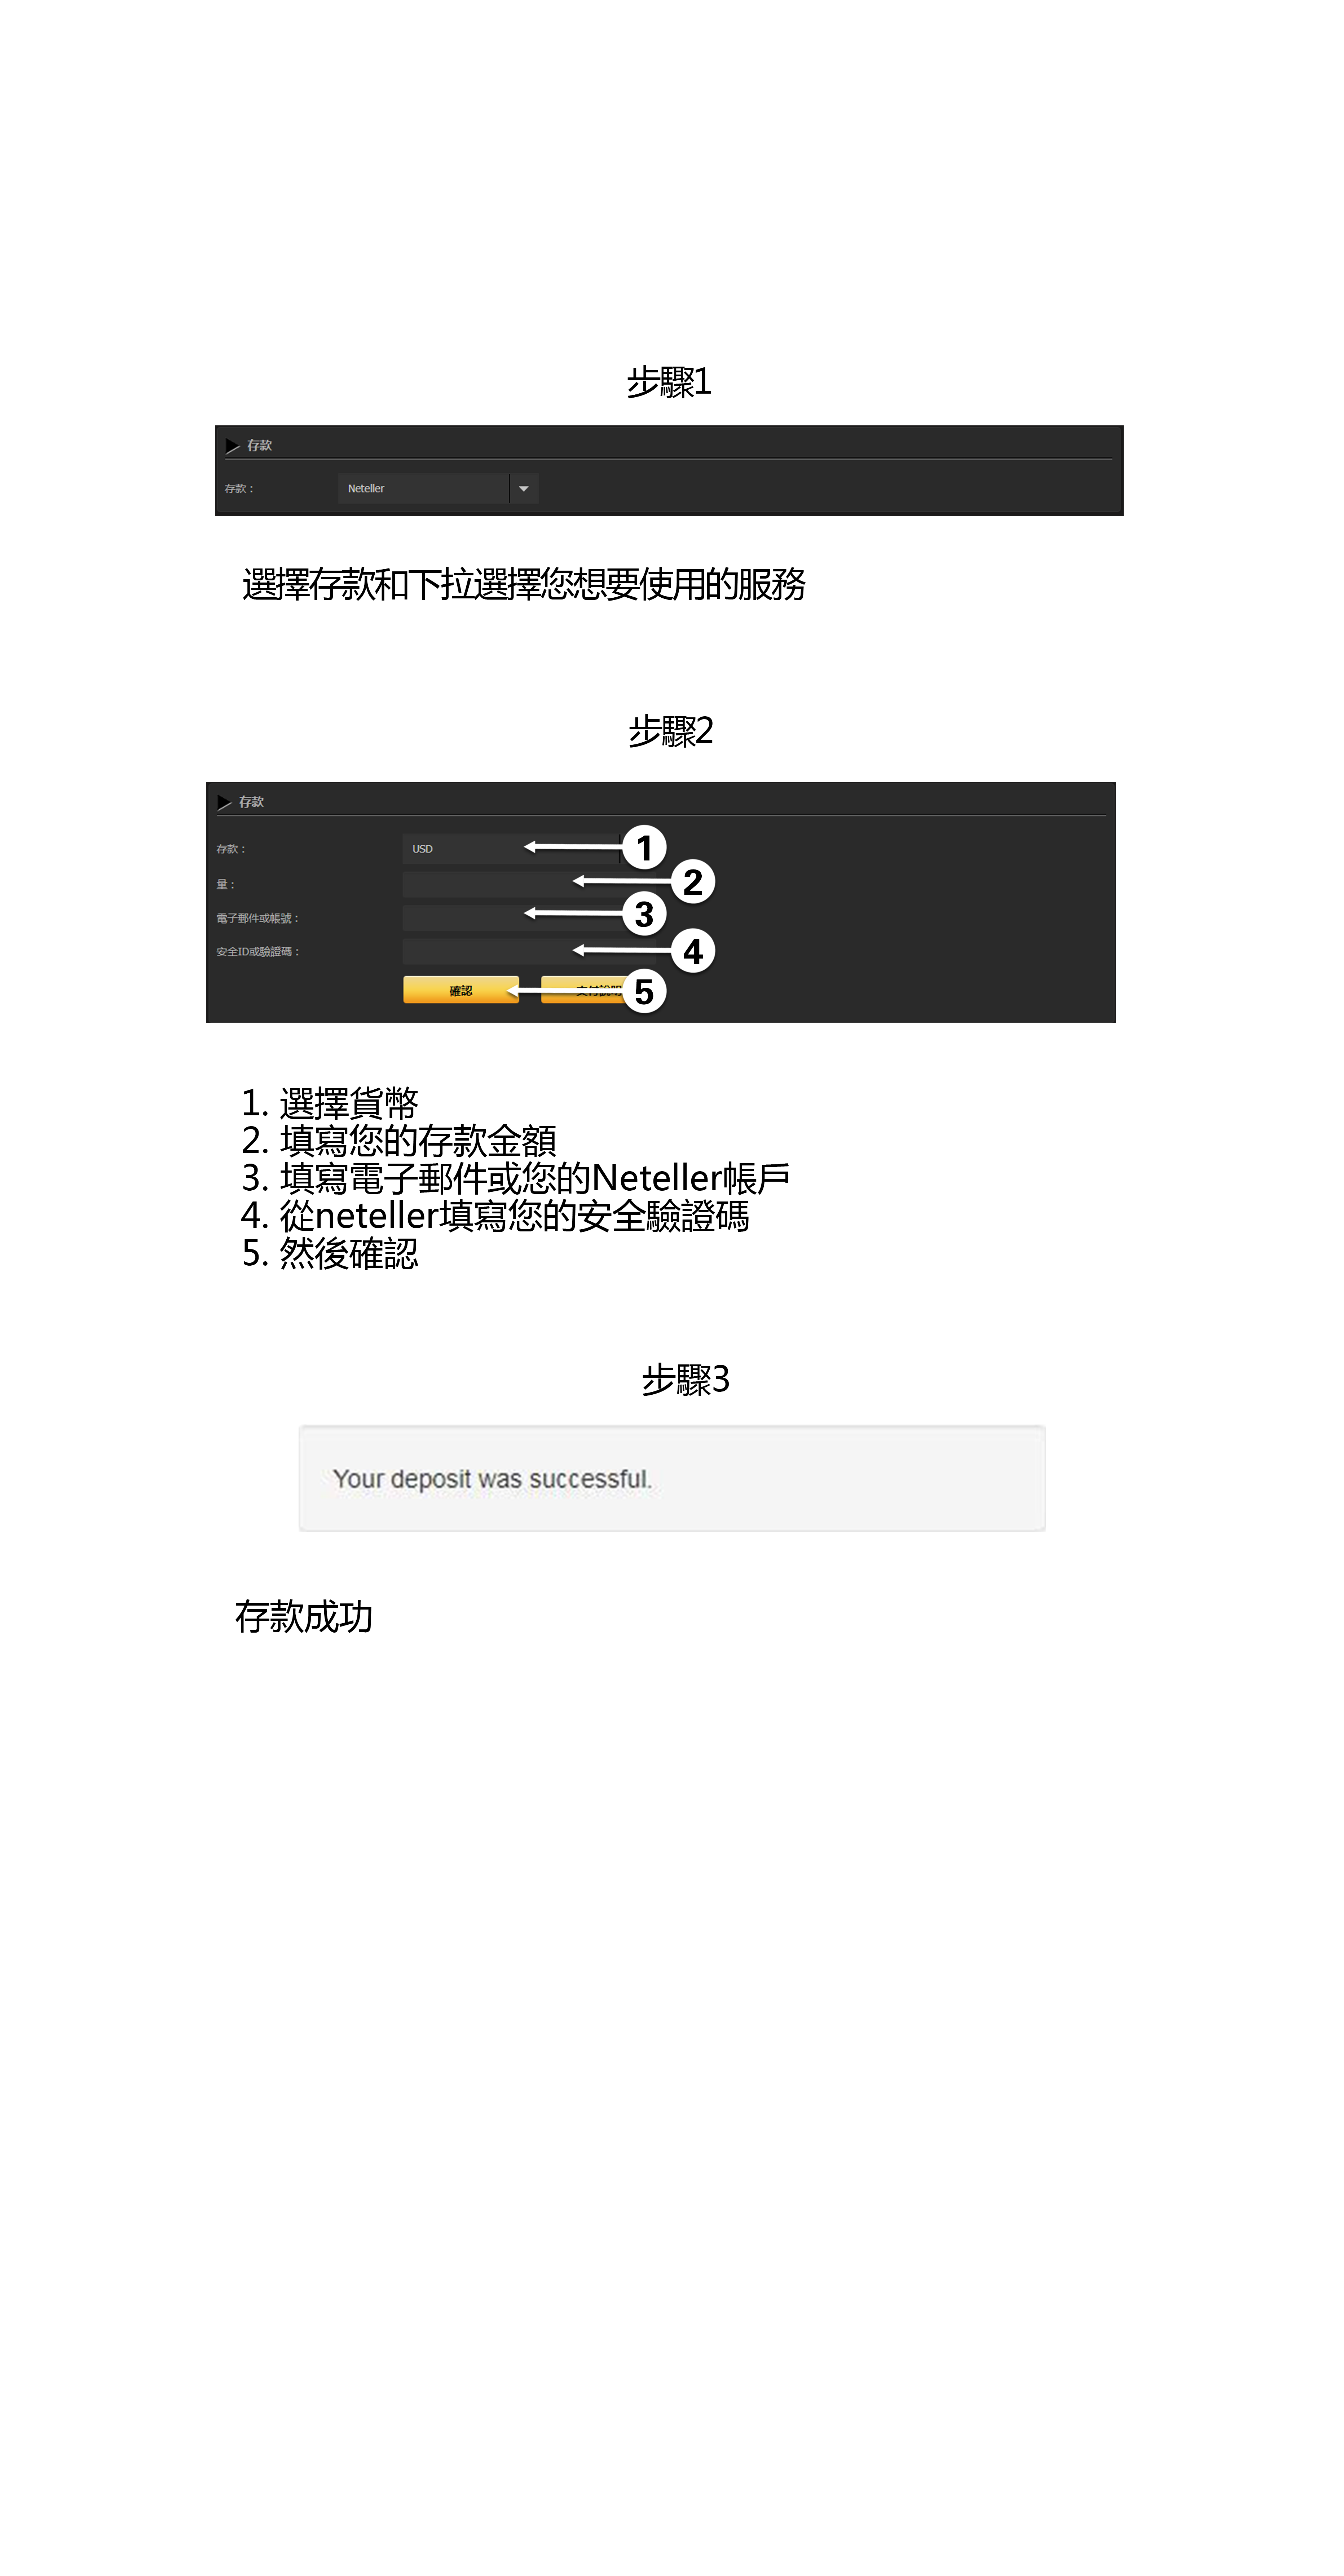 步驟1
存款
存款： Neteller
選擇存款和下拉選擇您想要使用的服務
步驟2
存款
存款： USD 1
量： 2
電子郵件或帳號： 3
安全ID或驗證碼： 4
確認 5
1. 選擇貨幣
2. 填寫您的存款金額
3. 填寫電子郵件或您的Neteller帳戶
4. 從neteller填寫您的安全驗證碼
5. 然後確認
步驟3
Your deposit was successful.
存款成功